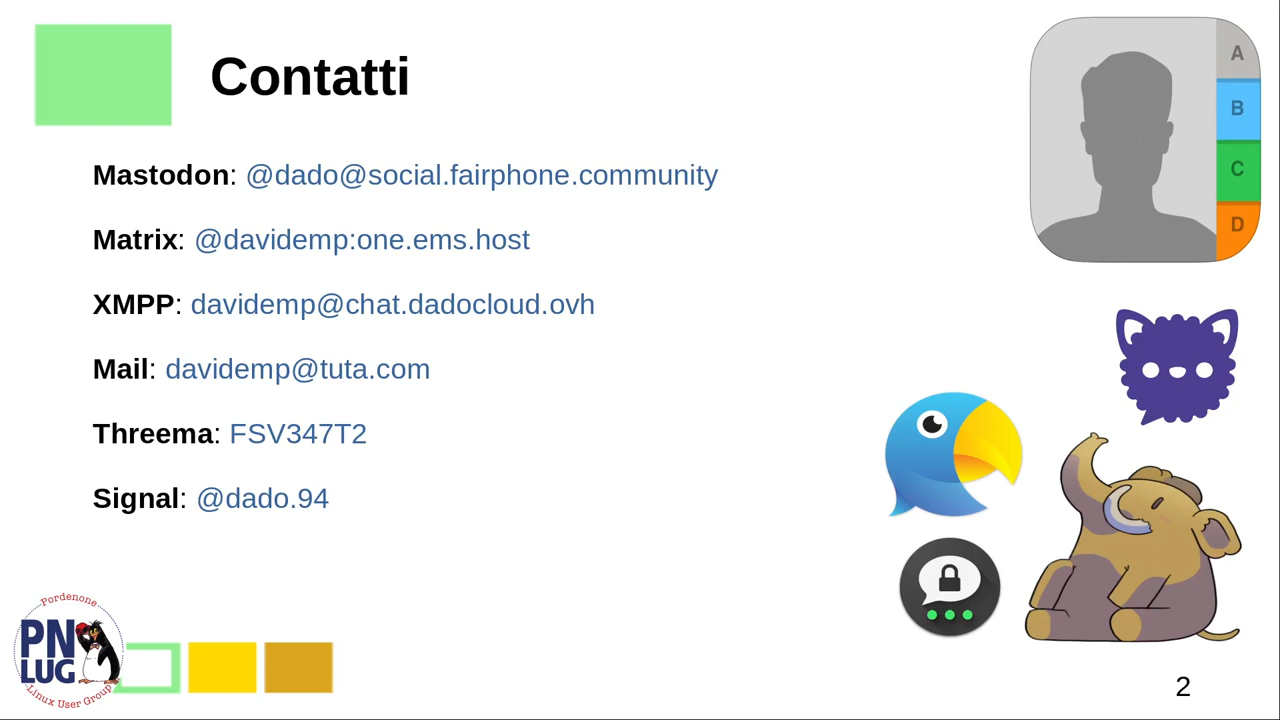 Contatti
A
B
C
D
Mastodon: @dado@social.fairphone.community
Matrix: @davidemp:one.ems.host
XMPP: davidemp@chat.dadocloud.ovh
Mail: davidemp@tuta.com
Threema: FSV347T2
Signal: @dado.94
Pordenone
PN
LUG
Linux User Group
2